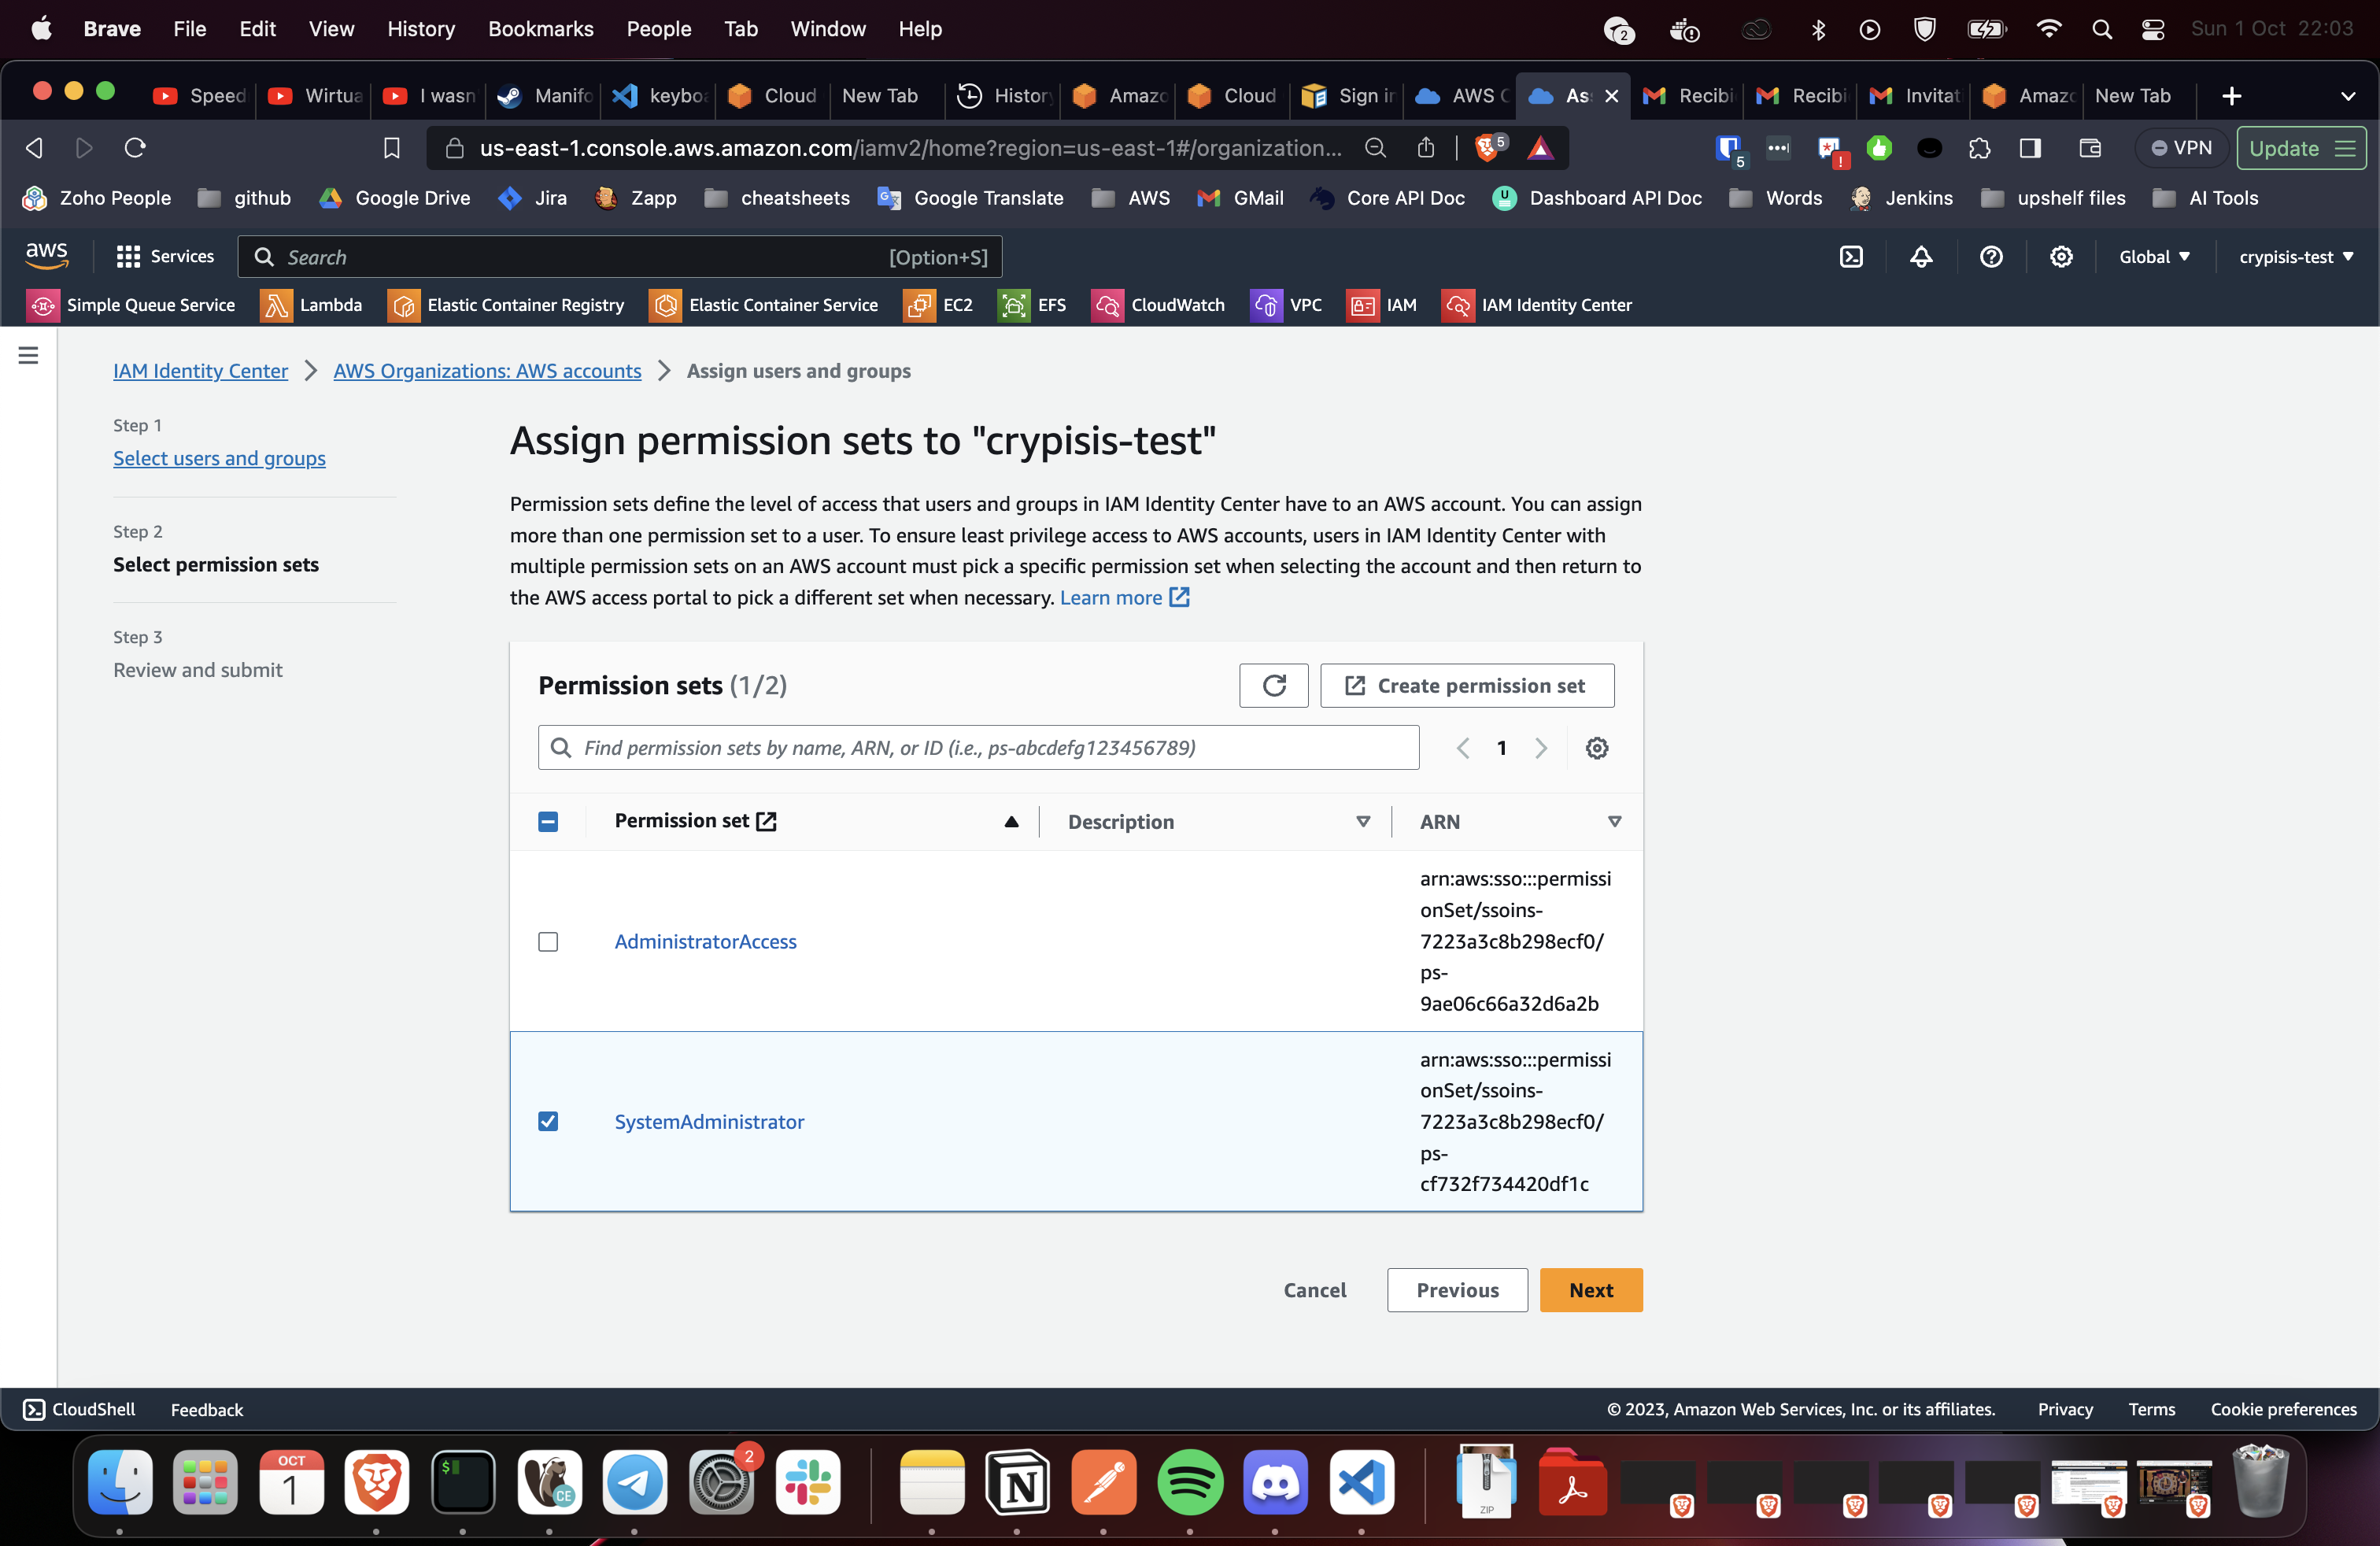 Brave File Edit View History Bookmarks People Tab Window Help 2 Sun 1 Oct 22:03
Speed Wirtua I wasn Manifo keyboa Cloud New Tab History Amazo Cloud Sign in AWS C As Recibi Recibi Invitat Amazo New Tab
us-east-1.console.aws.amazon.com/iamv2/home?region=us-east-1#/organization... 5 5 ! VPN Update
Zoho People github Google Drive Jira Zapp cheatsheets Google Translate AWS GMail Core API Doc Dashboard API Doc Words Jenkins upshelf files AI Tools
aws Services Search [Option+S] Global crypisis-test
Simple Queue Service Lambda Elastic Container Registry Elastic Container Service EC2 EFS CloudWatch VPC IAM IAM Identity Center
IAM Identity Center AWS Organizations: AWS accounts Assign users and groups
Step 1
Select users and groups
Step 2
Select permission sets
Step 3
Review and submit
Assign permission sets to "crypisis-test"
Permission sets define the level of access that users and groups in IAM Identity Center have to an AWS account. You can assign
more than one permission set to a user. To ensure least privilege access to AWS accounts, users in IAM Identity Center with
multiple permission sets on an AWS account must pick a specific permission set when selecting the account and then return to
the AWS access portal to pick a different set when necessary. Learn more
Permission sets (1/2) Create permission set
Find permission sets by name, ARN, or ID (i.e., ps-abcdefg123456789) 1
Permission set Description ARN
AdministratorAccess
arn:aws:sso:::permissi
onSet/ssoins-
7223a3c8b298ecf0/
ps-
9ae06c66a32d6a2b
SystemAdministrator
arn:aws:sso:::permissi
onSet/ssoins-
7223a3c8b298ecf0/
ps-
cf732f734420df1c
Cancel Previous Next
CloudShell Feedback © 2023, Amazon Web Services, Inc. or its affiliates. Privacy Terms Cookie preferences
OCT
1
$
CE
2
N
ZIP